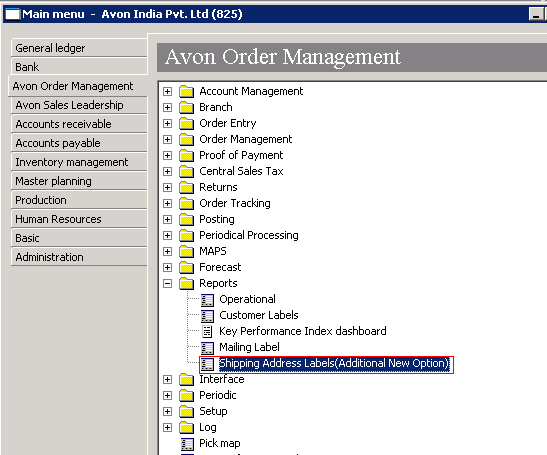 Main menu - Avon India Pvt. Ltd (825)
General ledger
Bank
Avon Order Management
Avon Sales Leadership
Accounts receivable
Accounts payable
Inventory management
Master planning
Production
Human Resources
Basic
Administration
Avon Order Management
Account Management
Branch
Order Entry
Order Management
Proof of Payment
Central Sales Tax
Returns
Order Tracking
Posting
Periodical Processing
MAPS
Forecast
Reports
Operational
Customer Labels
Key Performance Index dashboard
Mailing Label
Shipping Address Labels(Additional New Option)
Interface
Periodic
Setup
Log
Pick map